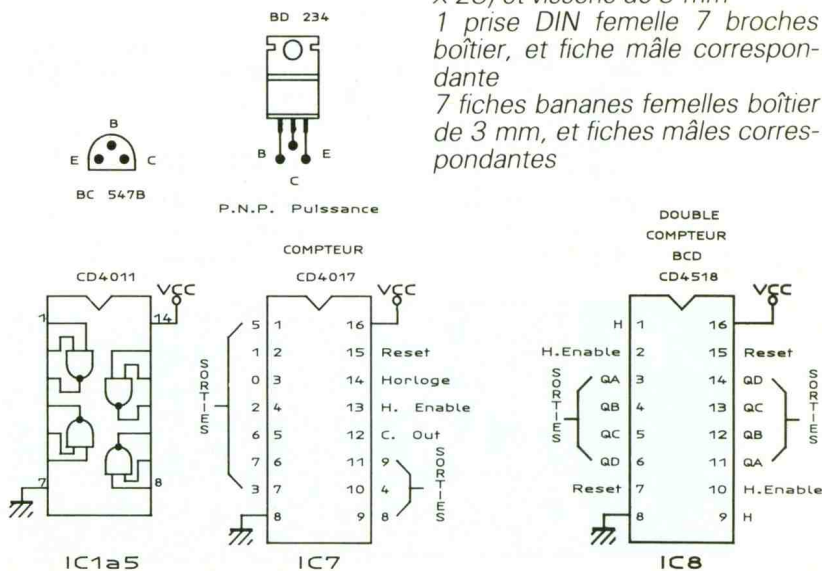 X 20) et visserie de 3 mm
1 prise DIN femelle 7 broches
boîtier, et fiche mâle correspon-
dante
7 fiches bananes femelles boîtier
de 3 mm, et fiches mâles corres-
pondantes
BD 234
B
E C
BC 547B
B E
C
P.N.P. Puissance
CD4011
VCC
1 14
7 8
IC1a5
COMPTEUR
CD4017
VCC
SORTIES
5 1 16
1 2 15 Reset
0 3 14 Horloge
2 4 13 H. Enable
6 5 12 C. Out
7 6 11 9
3 7 10 4
8 9 8
SORTIES
IC7
DOUBLE
COMPTEUR
BCD
CD4518
VCC
H 1 16
H.Enable 2 15 Reset
QA 3 14 QD
QB 4 13 QC
QC 5 12 QB
QD 6 11 QA
Reset 7 10 H.Enable
8 9 H
SORTIES
SORTIES
IC8